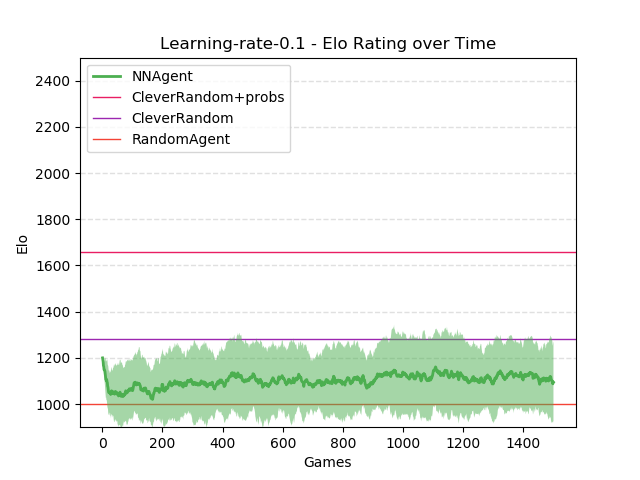 Learning-rate-0.1 - Elo Rating over Time
NNAgent
CleverRandom+probs
CleverRandom
RandomAgent
Elo
2400
2200
2000
1800
1600
1400
1200
1000
0 200 400 600 800 1000 1200 1400
Games